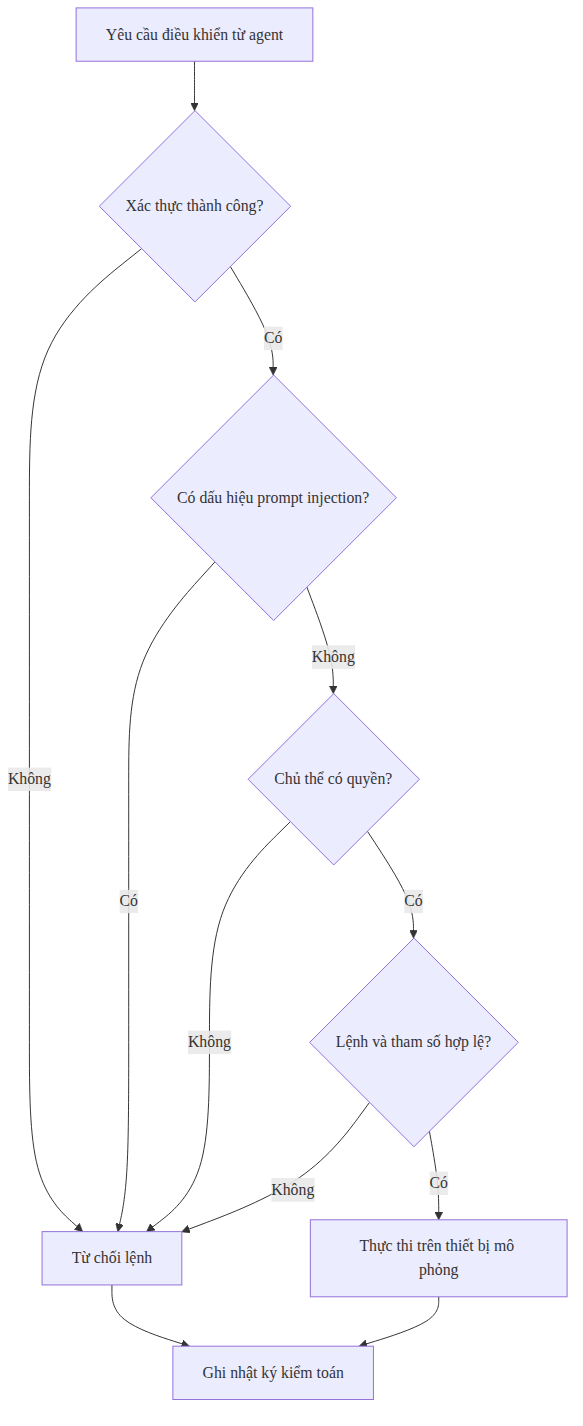 Yêu cầu điều khiển từ agent
Xác thực thành công?
Có
Có dấu hiệu prompt injection?
Không
Không
Chủ thể có quyền?
Có
Có
Không
Lệnh và tham số hợp lệ?
Không
Có
Từ chối lệnh
Thực thi trên thiết bị mô
phỏng
Ghi nhật ký kiểm toán